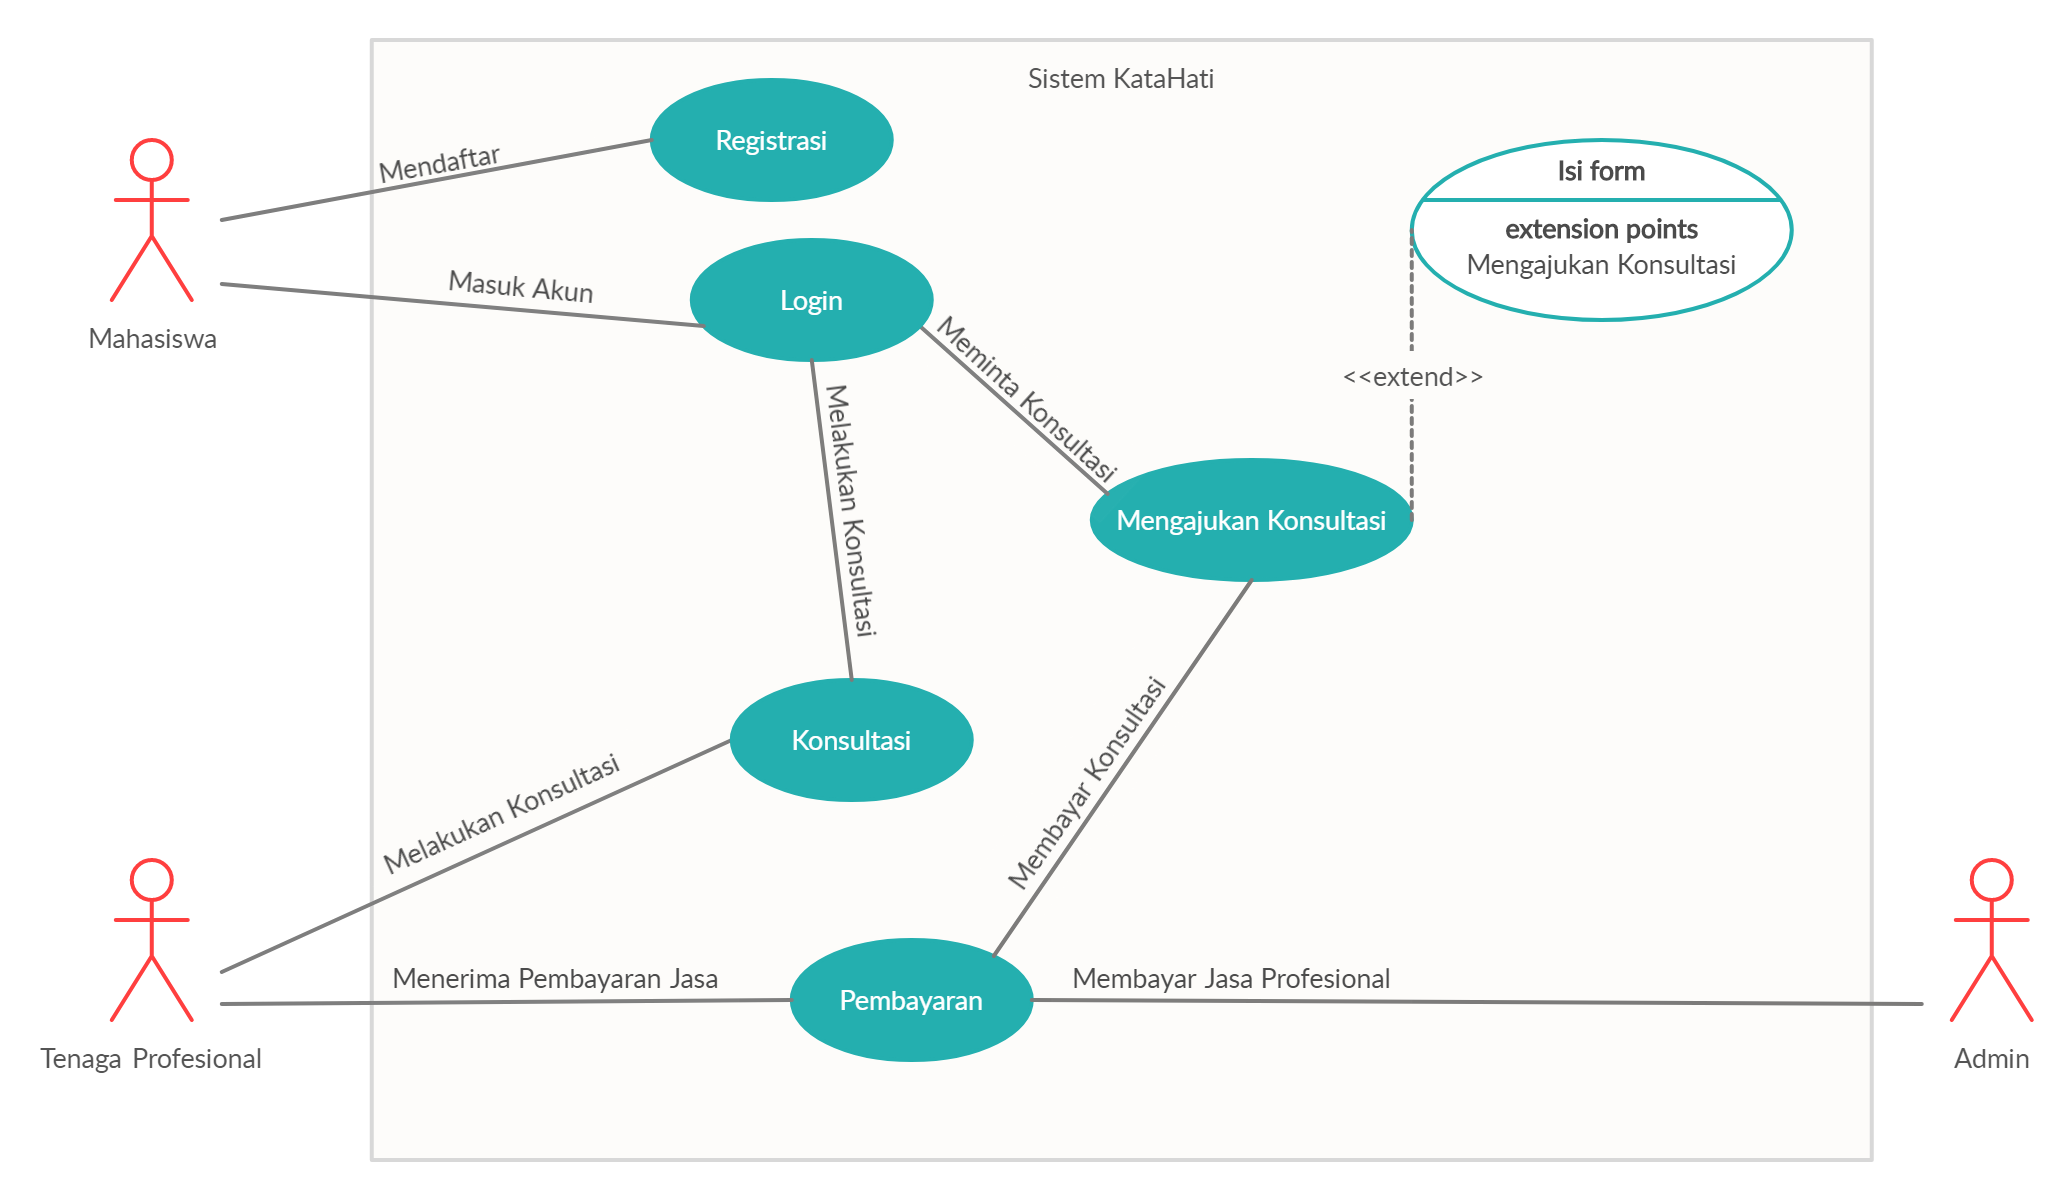 Sistem KataHati
Registrasi
Mendaftar
Isi form
extension points
Mengajukan Konsultasi
Masuk Akun
Login
Mahasiswa
Meminta Konsultasi
<<extend>>
Melakukan Konsultasi
Mengajukan Konsultasi
Konsultasi
Melakukan Konsultasi
Membayar Konsultasi
Menerima Pembayaran Jasa
Pembayaran
Membayar Jasa Profesional
Tenaga Profesional
Admin